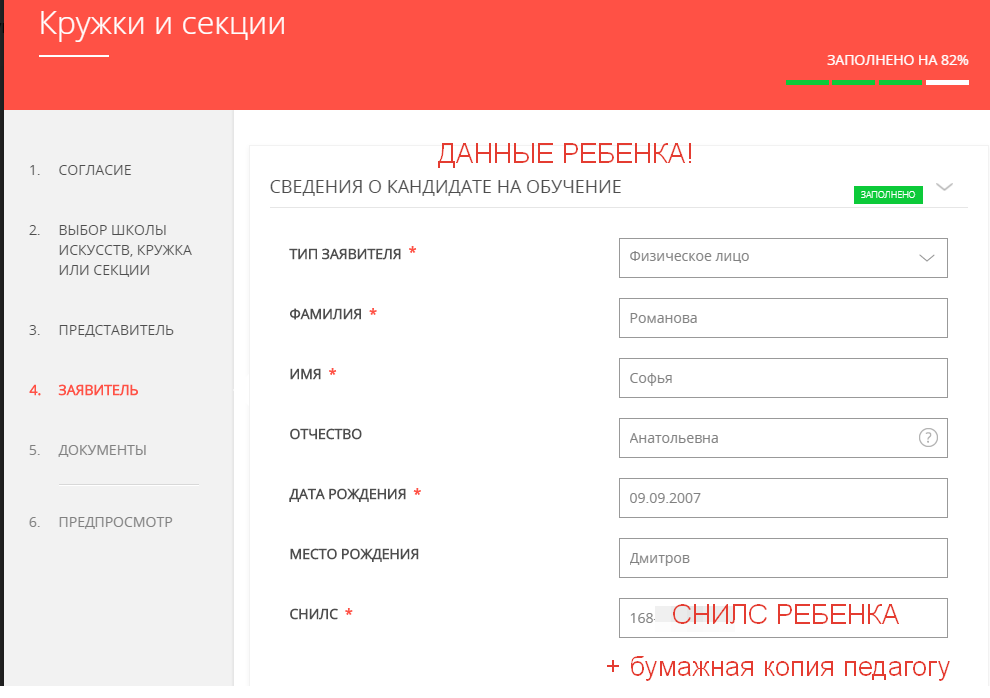 Кружки и секции
ЗАПОЛНЕНО НА 82%
1. СОГЛАСИЕ
2. ВЫБОР ШКОЛЫ
ИСКУССТВ, КРУЖКА
ИЛИ СЕКЦИИ
3. ПРЕДСТАВИТЕЛЬ
4. ЗАЯВИТЕЛЬ
5. ДОКУМЕНТЫ
6. ПРЕДПРОСМОТР
ДАННЫЕ РЕБЕНКА!
СВЕДЕНИЯ О КАНДИДАТЕ НА ОБУЧЕНИЕ
ЗАПОЛНЕНО
ТИП ЗАЯВИТЕЛЯ * Физическое лицо
ФАМИЛИЯ * Романова
ИМЯ * Софья
ОТЧЕСТВО Анатольевна ?
ДАТА РОЖДЕНИЯ * 09.09.2007
МЕСТО РОЖДЕНИЯ Дмитров
СНИЛС * 168- СНИЛС РЕБЕНКА
+ бумажная копия педагогу